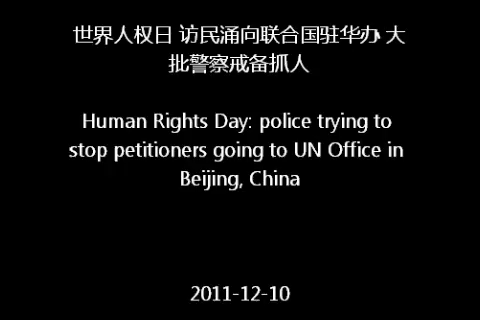 世界人权日 访民涌向联合国驻华办 大
批警察戒备抓人
Human Rights Day: police trying to
stop petitioners going to UN Office in
Beijing, China
2011-12-10